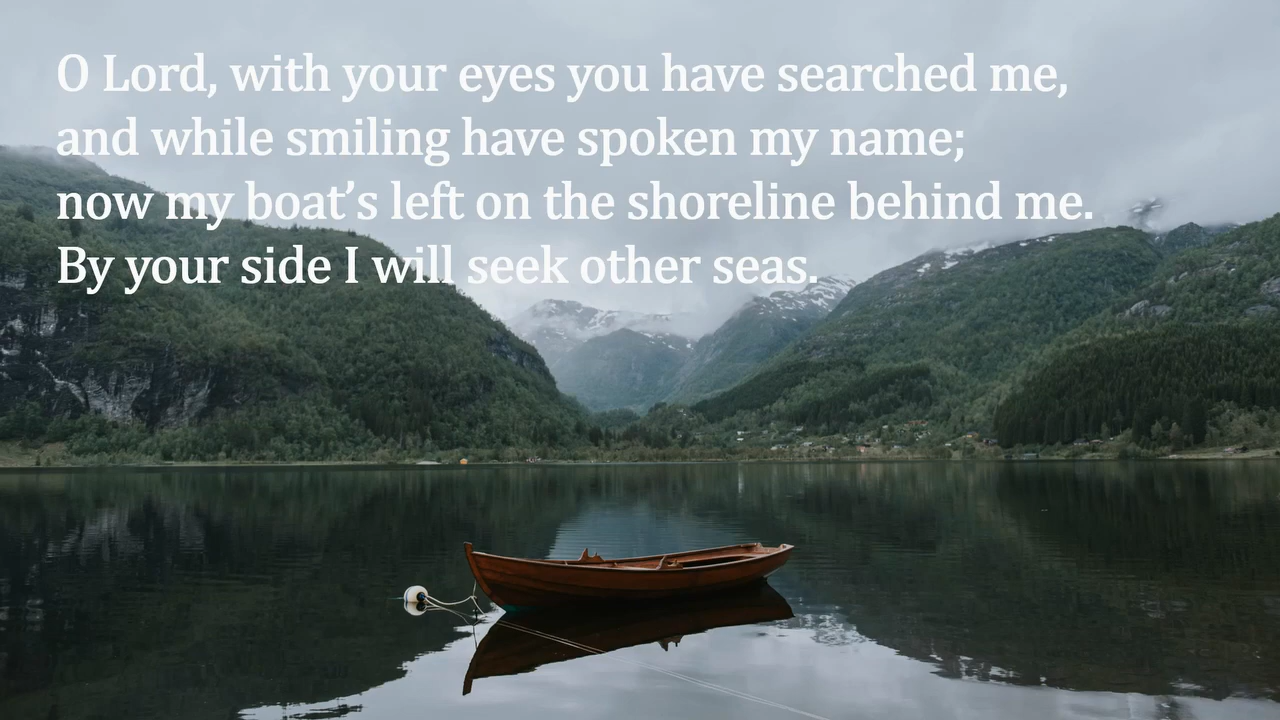 O Lord, with your eyes you have searched me,
and while smiling have spoken my name;
now my boat’s left on the shoreline behind me.
By your side I will seek other seas.